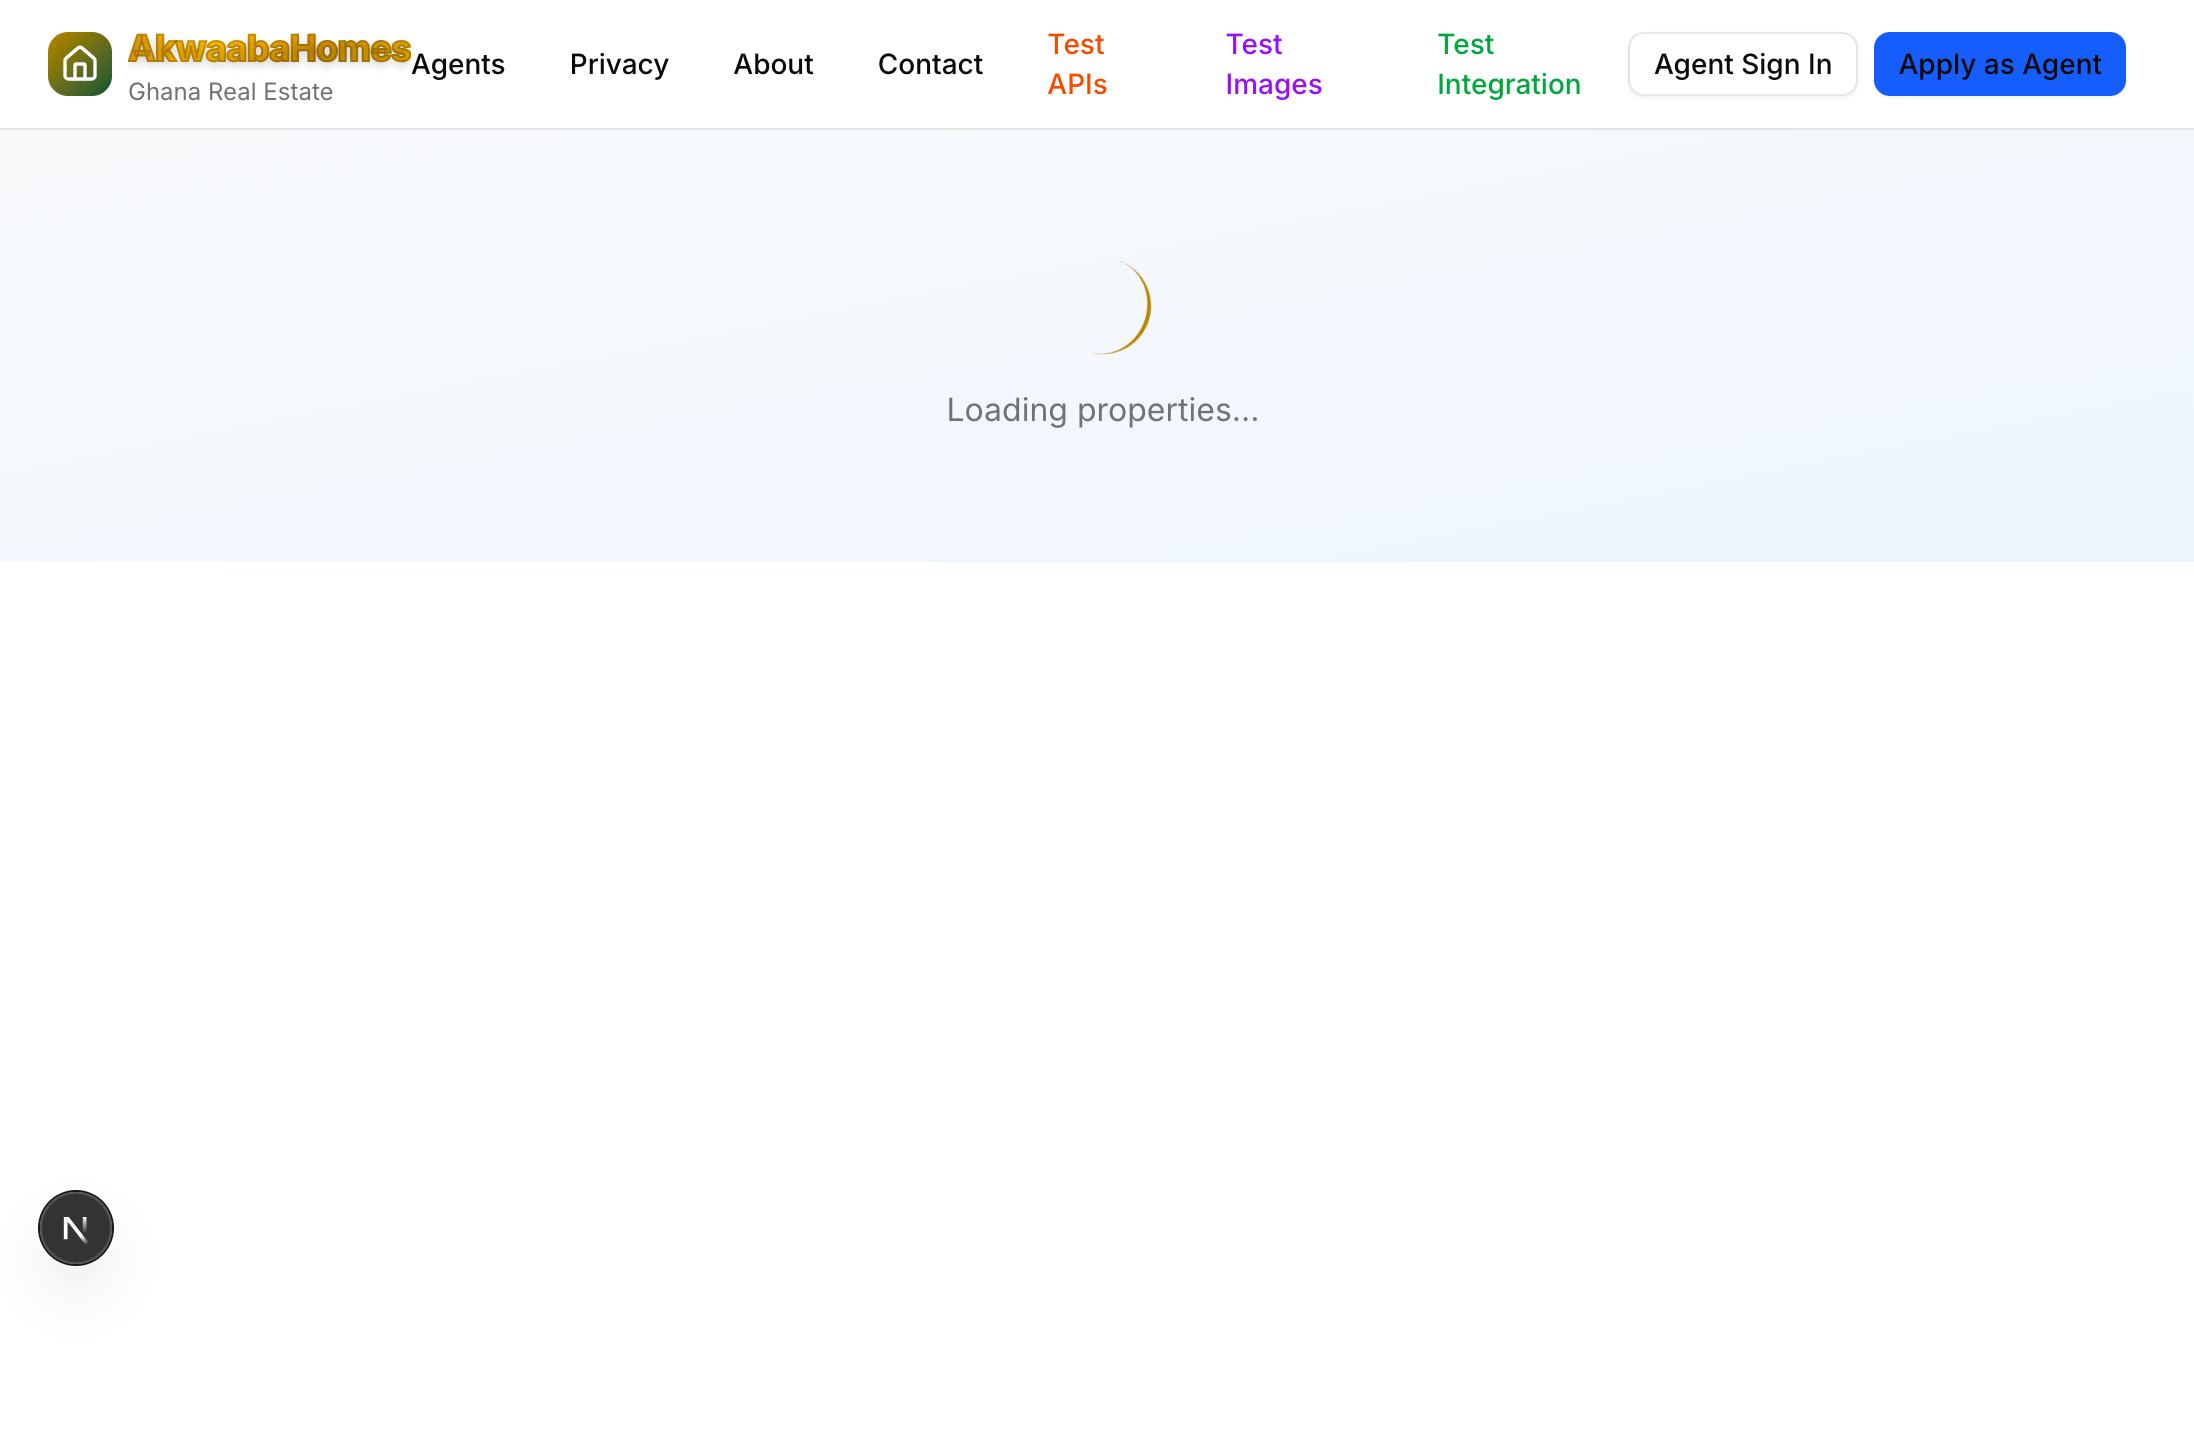 AkwaabaHomes
Ghana Real Estate
Agents
Privacy
About
Contact
Test
APIs
Test
Images
Test
Integration
Agent Sign In
Apply as Agent
Loading properties...
N